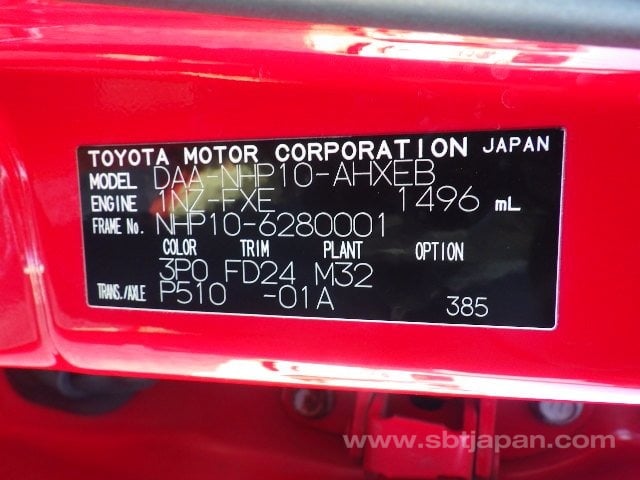 TOYOTA MOTOR CORPORATION JAPAN
MODEL DAA-NHP10-AHXEB
ENGINE 1NZ-FXE 1496 mL
FRAME No. NHP10-6280001
COLOR TRIM PLANT OPTION
3P0 FD24 M32
TRANS./AXLE P510 -01A 385
www.sbtjapan.com